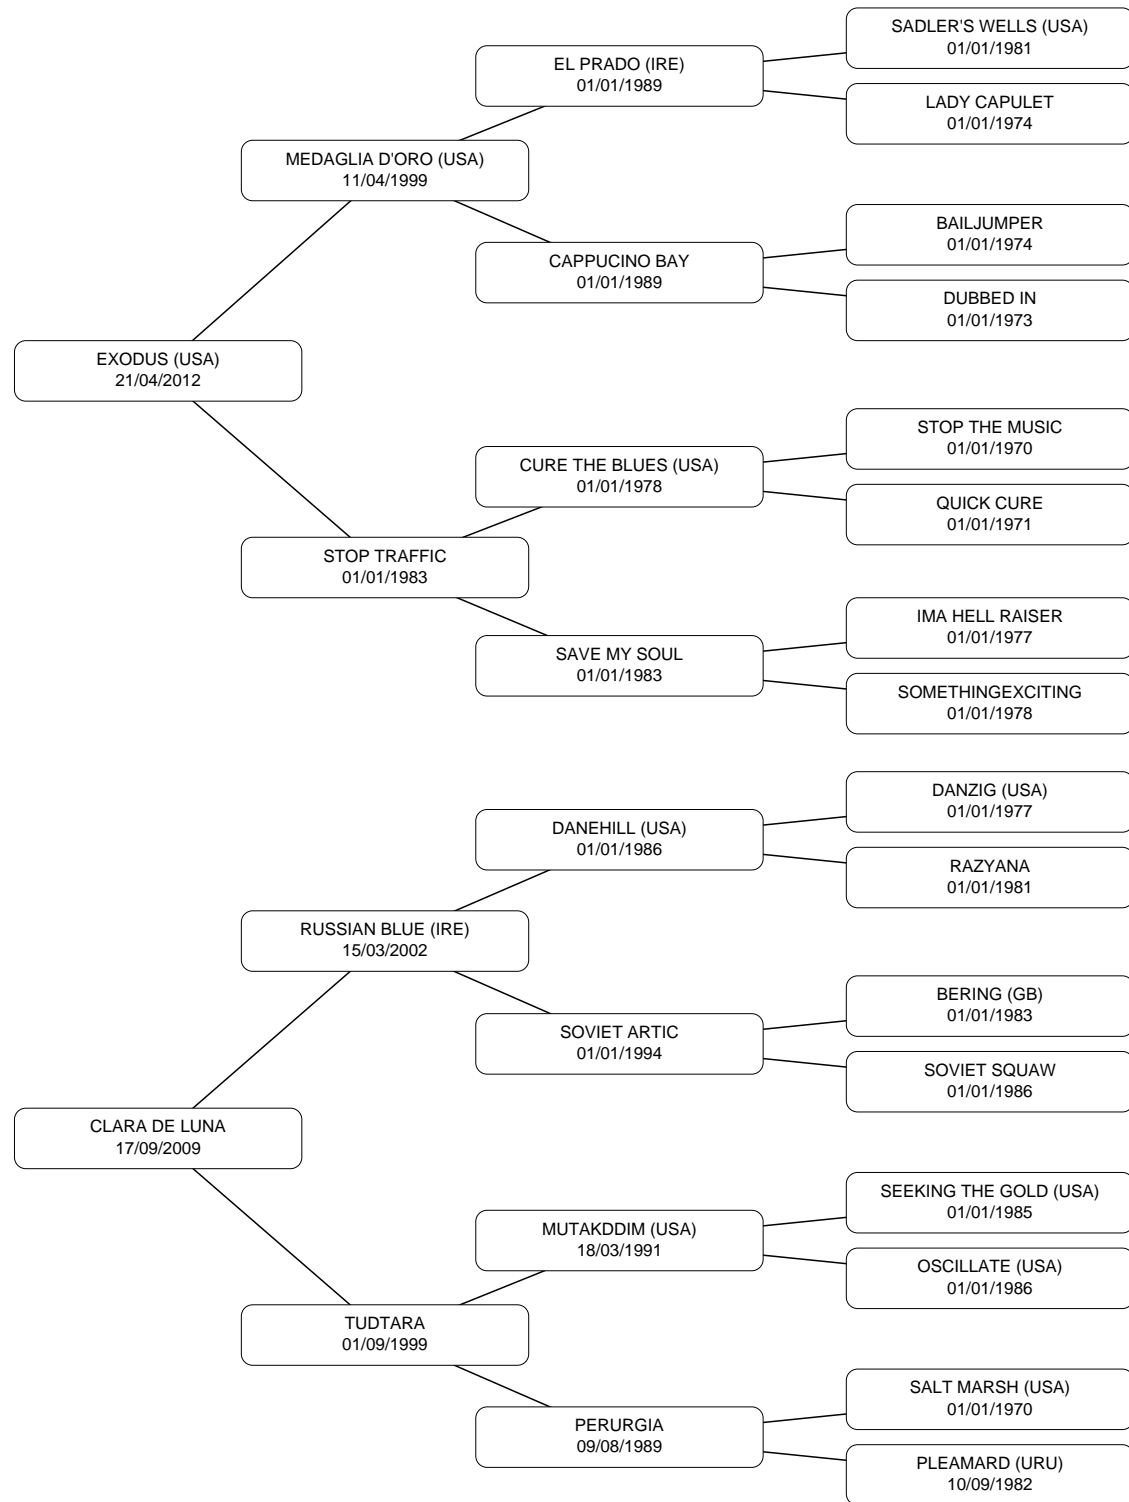 SADLER'S WELLS (USA)
01/01/1981
EL PRADO (IRE)
01/01/1989
LADY CAPULET
01/01/1974
MEDAGLIA D'ORO (USA)
11/04/1999
BAILJUMPER
01/01/1974
CAPPUCINO BAY
01/01/1989
DUBBED IN
01/01/1973
EXODUS (USA)
21/04/2012
STOP THE MUSIC
01/01/1970
CURE THE BLUES (USA)
01/01/1978
QUICK CURE
01/01/1971
STOP TRAFFIC
01/01/1983
IMA HELL RAISER
01/01/1977
SAVE MY SOUL
01/01/1983
SOMETHINGEXCITING
01/01/1978
DANZIG (USA)
01/01/1977
DANEHILL (USA)
01/01/1986
RAZYANA
01/01/1981
RUSSIAN BLUE (IRE)
15/03/2002
BERING (GB)
01/01/1983
SOVIET ARTIC
01/01/1994
SOVIET SQUAW
01/01/1986
CLARA DE LUNA
17/09/2009
SEEKING THE GOLD (USA)
01/01/1985
MUTAKDDIM (USA)
18/03/1991
OSCILLATE (USA)
01/01/1986
TUDTARA
01/09/1999
SALT MARSH (USA)
01/01/1970
PERURGIA
09/08/1989
PLEAMARD (URU)
10/09/1982